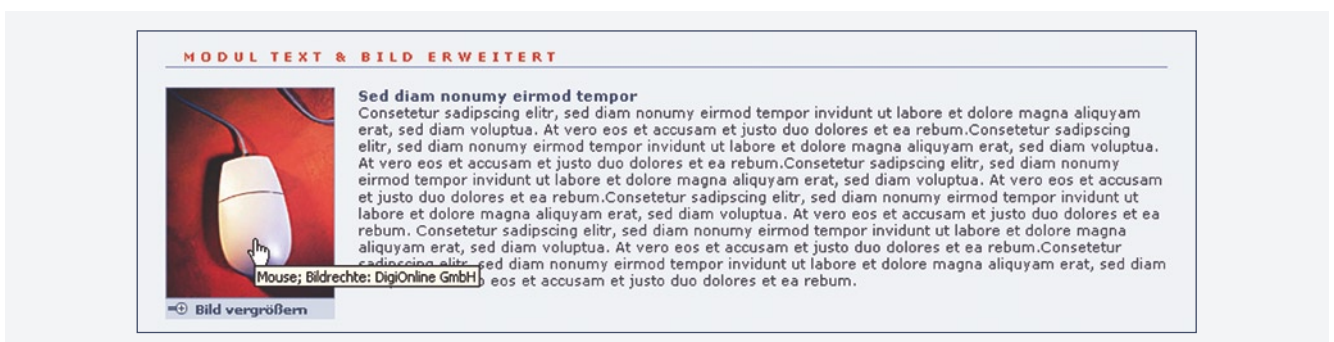 MODUL TEXT & BILD ERWEITERT
Sed diam nonumy eirmod tempor
Consetetur sadipscing elitr, sed diam nonumy eirmod tempor invidunt ut labore et dolore magna aliquyam
erat, sed diam voluptua. At vero eos et accusam et justo duo dolores et ea rebum.Consetetur sadipscing
elitr, sed diam nonumy eirmod tempor invidunt ut labore et dolore magna aliquyam erat, sed diam voluptua.
At vero eos et accusam et justo duo dolores et ea rebum.Consetetur sadipscing elitr, sed diam nonumy
eirmod tempor invidunt ut labore et dolore magna aliquyam erat, sed diam voluptua. At vero eos et accusam
et justo duo dolores et ea rebum.Consetetur sadipscing elitr, sed diam nonumy eirmod tempor invidunt ut
labore et dolore magna aliquyam erat, sed diam voluptua. At vero eos et accusam et justo duo dolores et ea
rebum. Consetetur sadipscing elitr, sed diam nonumy eirmod tempor invidunt ut labore et dolore magna
aliquyam erat, sed diam voluptua. At vero eos et accusam et justo duo dolores et ea rebum.Consetetur
sadipscing elitr, sed diam nonumy eirmod tempor invidunt ut labore et dolore magna aliquyam erat, sed diam
eos et accusam et justo duo dolores et ea rebum.
Mouse; Bildrechte: DigiOnline GmbH
Bild vergrößern